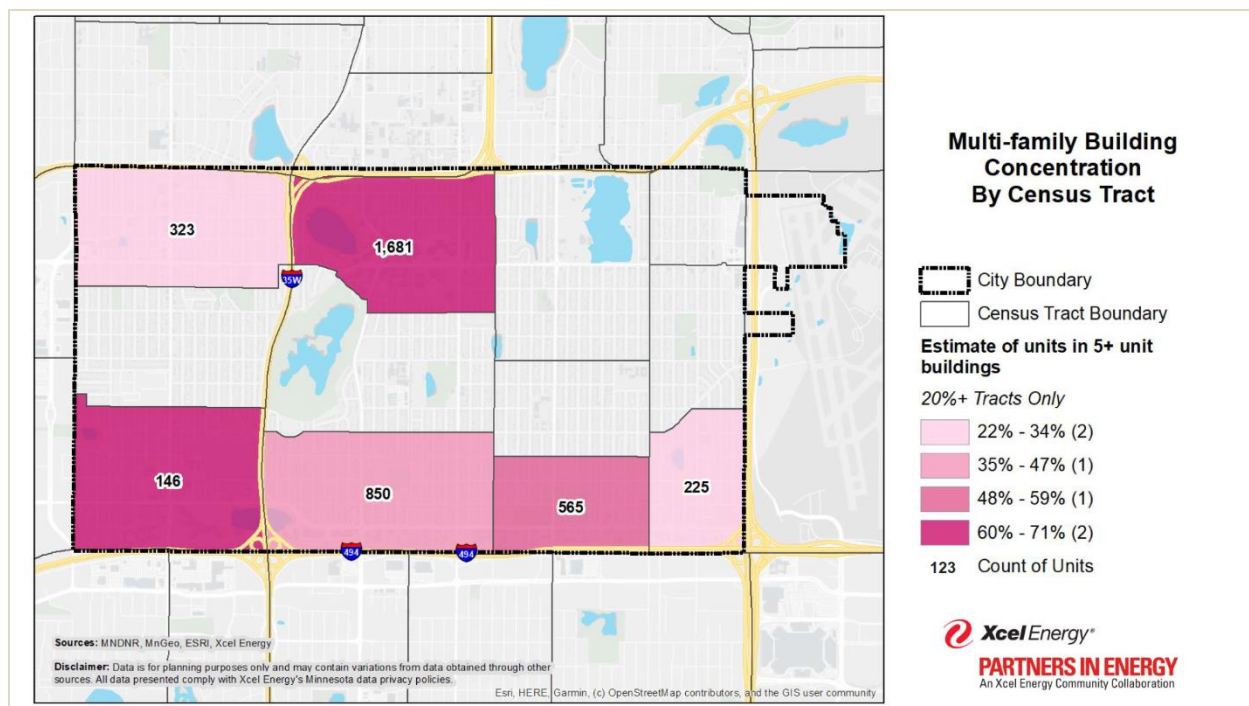 323
1,681
35W
146
850
565
225
494
494
Sources: MNDNR, MnGeo, ESRI, Xcel Energy
Disclaimer: Data is for planning purposes only and may contain variations from data obtained through other
sources. All data presented comply with Xcel Energy's Minnesota data privacy policies.
Esri, HERE, Garmin, (c) OpenStreetMap contributors, and the GIS user community
Multi-family Building
Concentration
By Census Tract
City Boundary
Census Tract Boundary
Estimate of units in 5+ unit
buildings
20%+ Tracts Only
22% - 34% (2)
35% - 47% (1)
48% - 59% (1)
60% - 71% (2)
123 Count of Units
Xcel Energy®
PARTNERS IN ENERGY
An Xcel Energy Community Collaboration